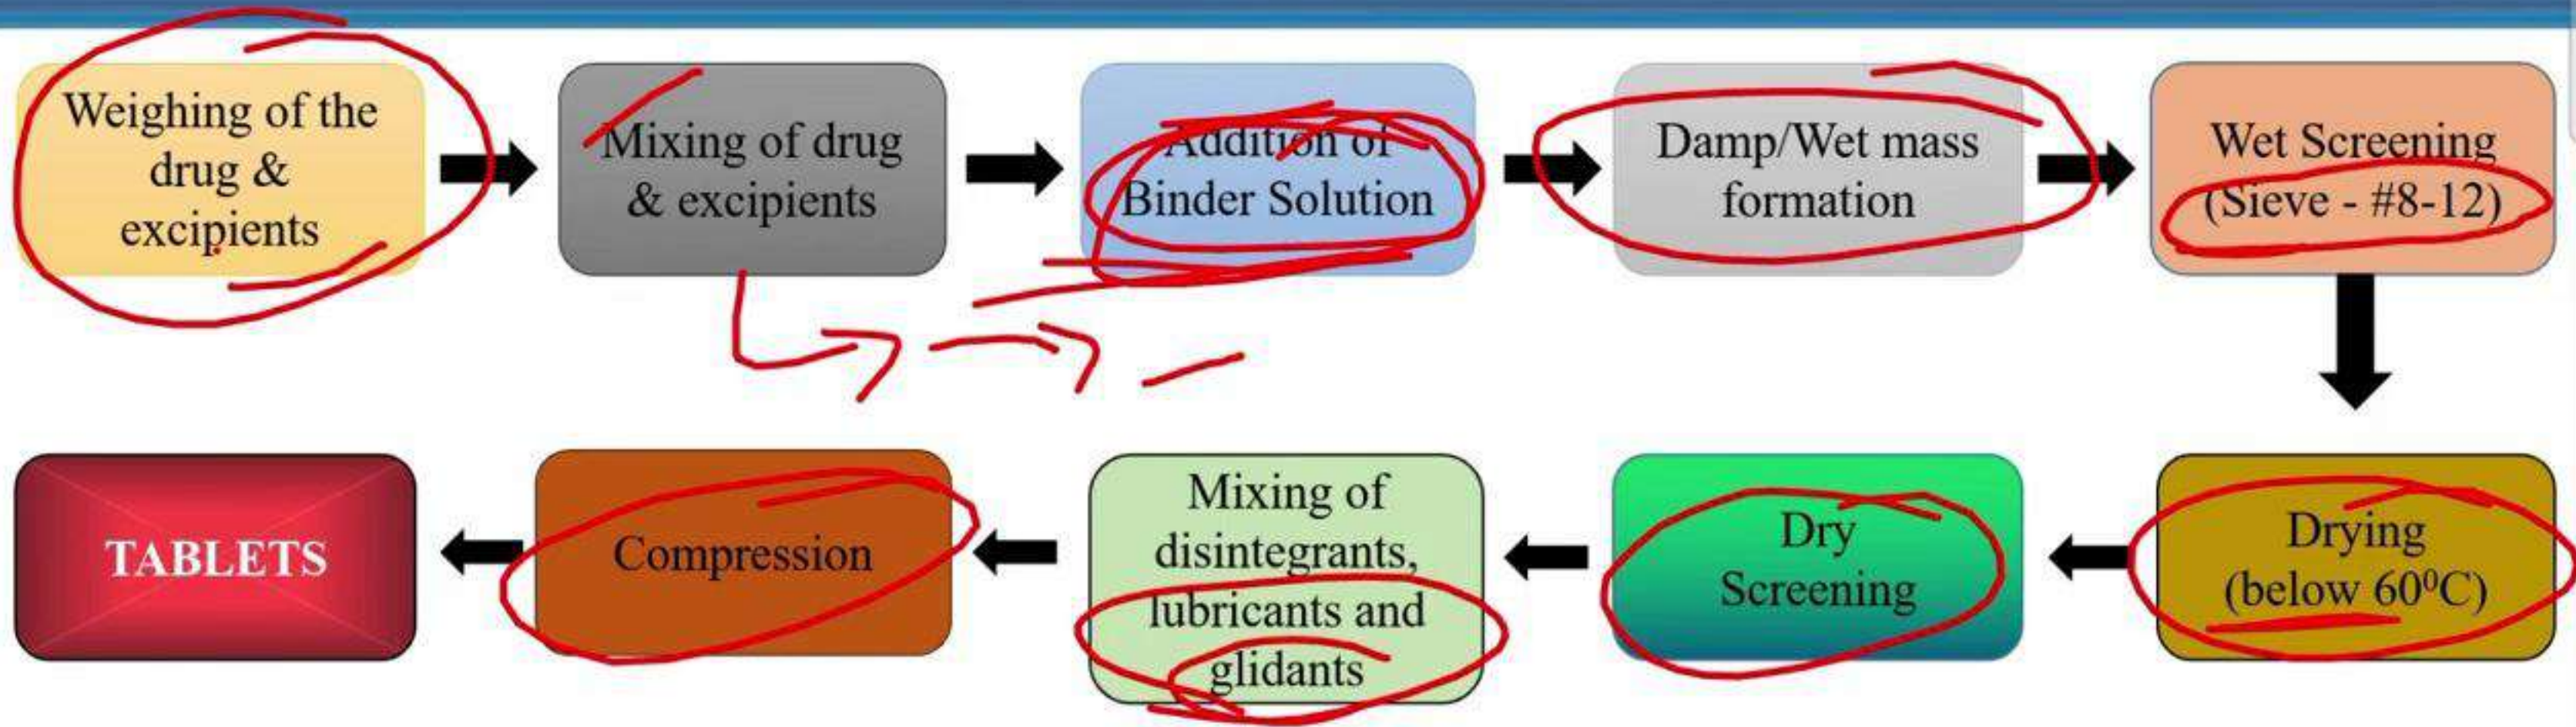 Weighing of the
drug &
excipients
Mixing of drug
& excipients
Addition of
Binder Solution
Damp/Wet mass
formation
Wet Screening
(Sieve - #8-12)
TABLETS
Compression
Mixing of
disintegrants,
lubricants and
glidants
Dry
Screening
Drying
(below 60⁰C)